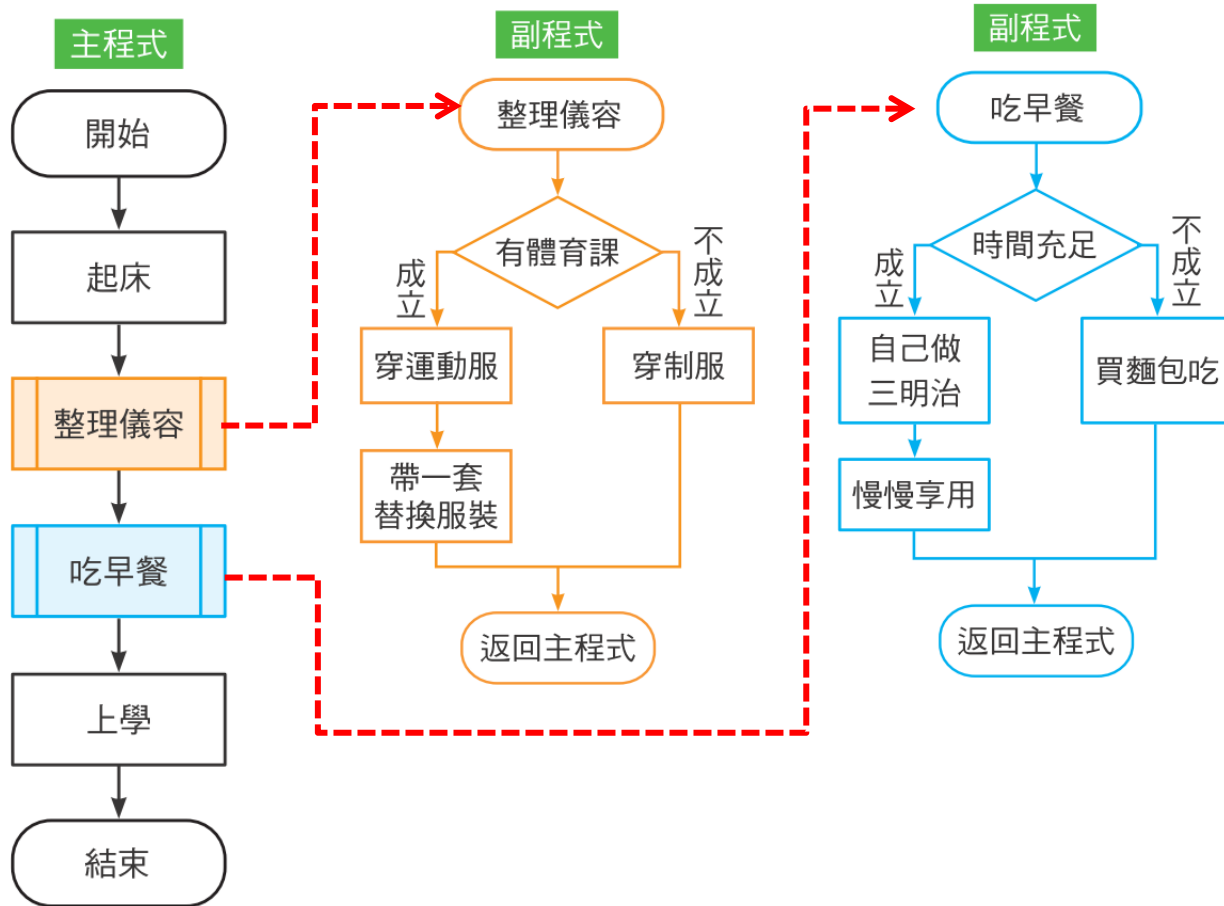 主程式
開始
起床
整理儀容
吃早餐
上學
結束
副程式
整理儀容
有體育課
成立
不成立
穿運動服
穿制服
帶一套
替換服裝
返回主程式
副程式
吃早餐
時間充足
成立
不成立
自己做
三明治
買麵包吃
慢慢享用
返回主程式